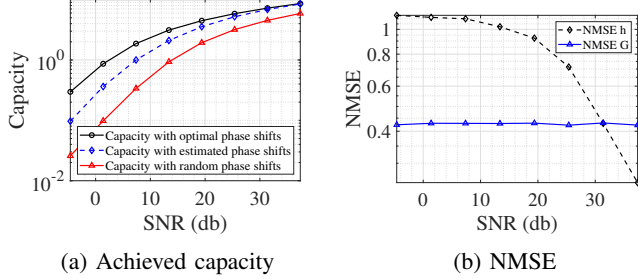 Capacity
10^0
10^-2
Capacity with optimal phase shifts
Capacity with estimated phase shifts
Capacity with random phase shifts
0 10 20 30
SNR (db)
(a) Achieved capacity
NMSE
1
0.8
0.6
0.4
NMSE h
NMSE G
0 10 20 30
SNR (db)
(b) NMSE